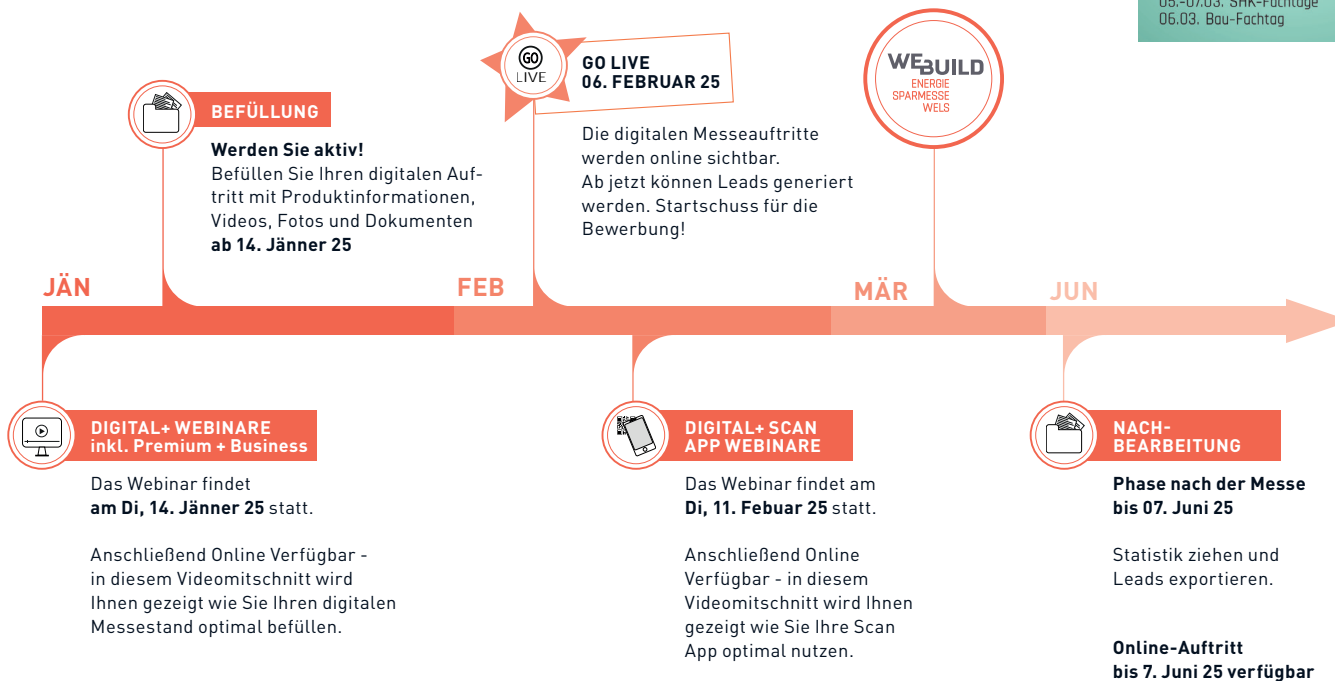 05.-07.03. SHK-Fachtage
06.03. Bau-Fachtag
GO
LIVE
GO LIVE
06. FEBRUAR 25
WEBUILD
ENERGIE
SPARMESSE
WELS
BEFÜLLUNG
Werden Sie aktiv!
Befüllen Sie Ihren digitalen Auf-
tritt mit Produktinformationen,
Videos, Fotos und Dokumenten
ab 14. Jänner 25
Die digitalen Messeauftritte
werden online sichtbar.
Ab jetzt können Leads generiert
werden. Startschuss für die
Bewerbung!
JÄN
FEB
MÄR
JUN
DIGITAL+ WEBINARE
inkl. Premium + Business
Das Webinar findet
am Di, 14. Jänner 25 statt.
Anschließend Online Verfügbar -
in diesem Videomitschnitt wird
Ihnen gezeigt wie Sie Ihren digitalen
Messestand optimal befüllen.
DIGITAL+ SCAN
APP WEBINARE
Das Webinar findet am
Di, 11. Febuar 25 statt.
Anschließend Online
Verfügbar - in diesem
Videomitschnitt wird Ihnen
gezeigt wie Sie Ihre Scan
App optimal nutzen.
NACH-
BEARBEITUNG
Phase nach der Messe
bis 07. Juni 25
Statistik ziehen und
Leads exportieren.
Online-Auftritt
bis 7. Juni 25 verfügbar